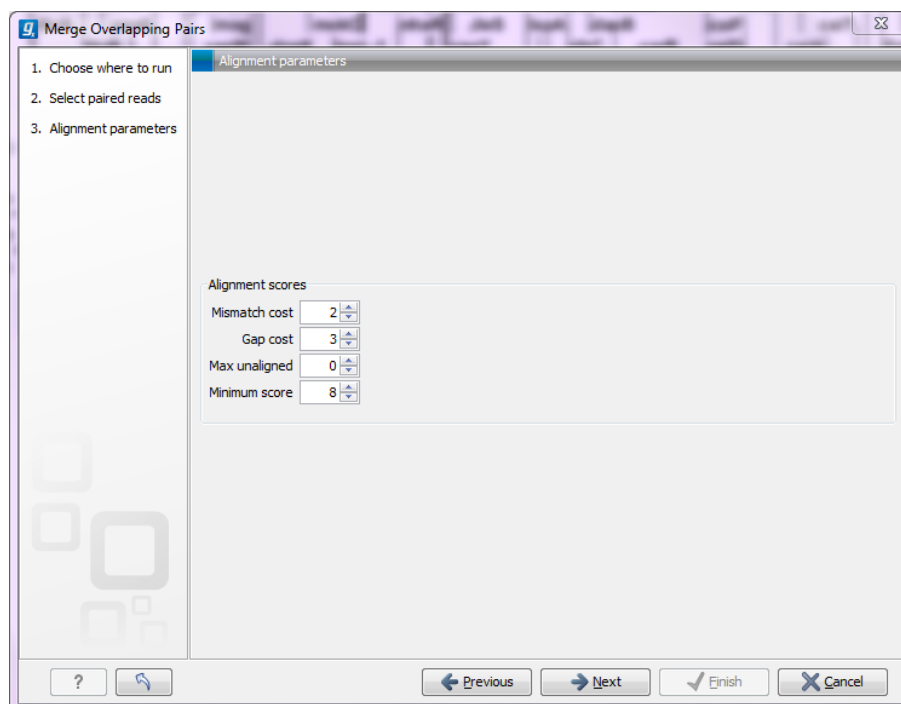 Merge Overlapping Pairs
1. Choose where to run
2. Select paired reads
3. Alignment parameters
Alignment parameters
Alignment scores
Mismatch cost 2
Gap cost 3
Max unaligned 0
Minimum score 8
? Previous Next Finish Cancel